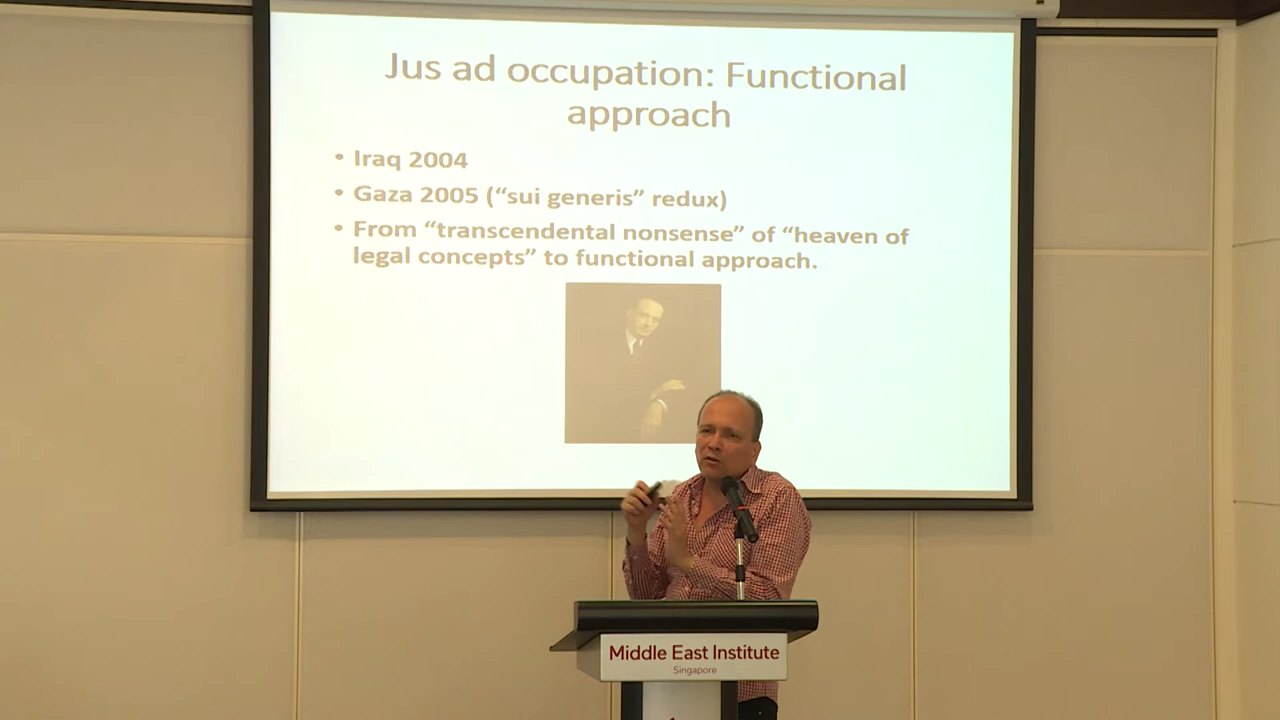 Jus ad occupation: Functional
approach
• Iraq 2004
• Gaza 2005 (“sui generis” redux)
• From “transcendental nonsense” of “heaven of
legal concepts” to functional approach.
Middle East Institute
Singapore